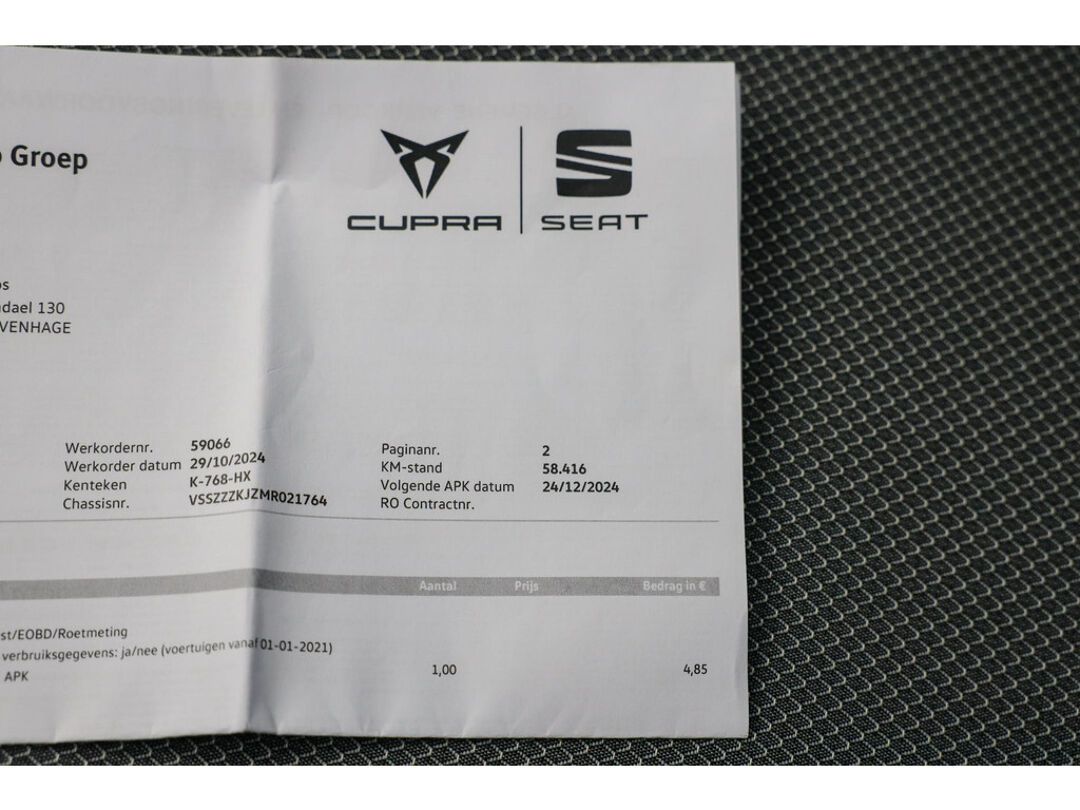 Groep
CUPRA
SEAT
dael 130
VENHAGE
Werkordernr. 59066
Werkorder datum 29/10/2024
Kenteken K-768-HX
Chassisnr. VSSZZZKJZMR021764
Paginanr. 2
KM-stand 58.416
Volgende APK datum 24/12/2024
RO Contractnr.
Aantal Prijs Bedrag in €
st/EOBD/Roetmeting
verbruiksgegevens: ja/nee (voertuigen vanaf 01-01-2021)
APK 1,00 4,85